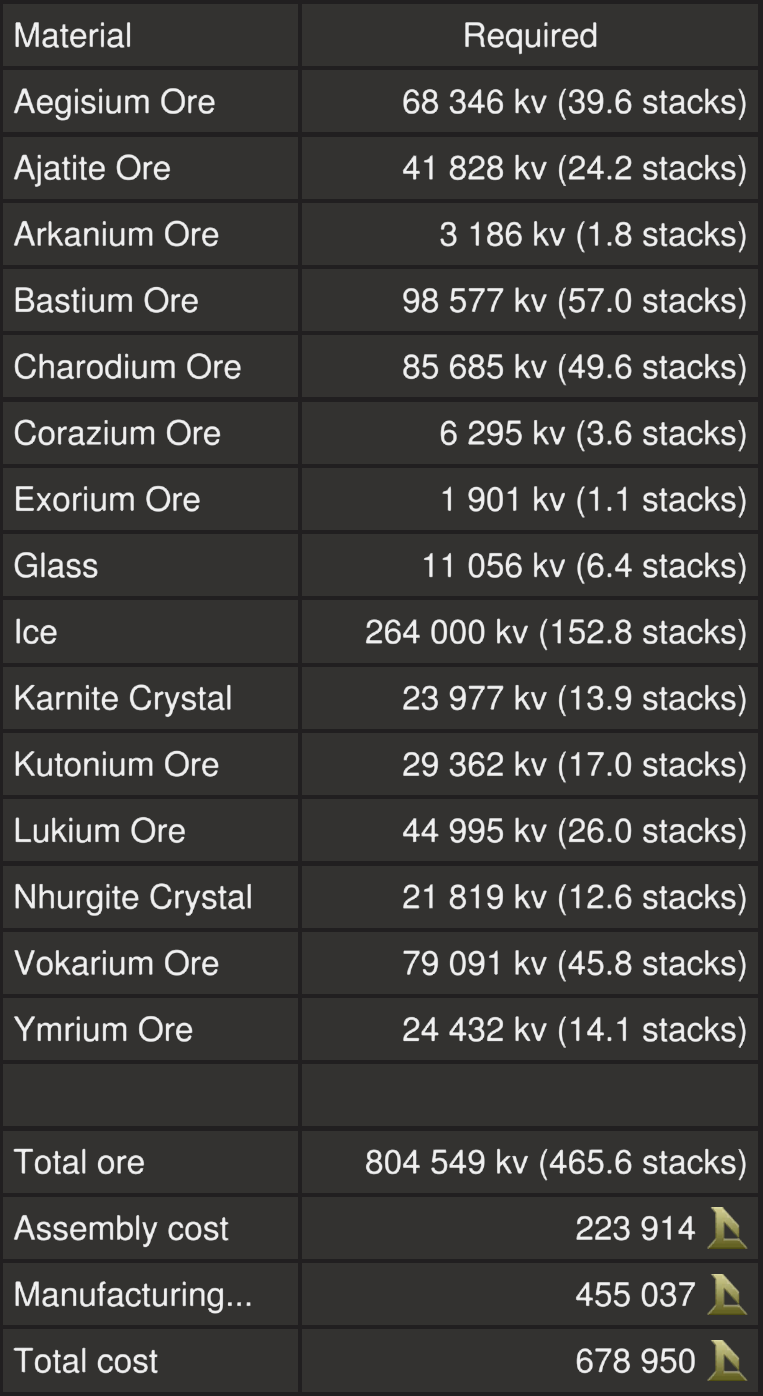 Material Required
Aegisium Ore 68 346 kv (39.6 stacks)
Ajatite Ore 41 828 kv (24.2 stacks)
Arkanium Ore 3 186 kv (1.8 stacks)
Bastium Ore 98 577 kv (57.0 stacks)
Charodium Ore 85 685 kv (49.6 stacks)
Corazium Ore 6 295 kv (3.6 stacks)
Exorium Ore 1 901 kv (1.1 stacks)
Glass 11 056 kv (6.4 stacks)
Ice 264 000 kv (152.8 stacks)
Karnite Crystal 23 977 kv (13.9 stacks)
Kutonium Ore 29 362 kv (17.0 stacks)
Lukium Ore 44 995 kv (26.0 stacks)
Nhurgite Crystal 21 819 kv (12.6 stacks)
Vokarium Ore 79 091 kv (45.8 stacks)
Ymrium Ore 24 432 kv (14.1 stacks)
Total ore 804 549 kv (465.6 stacks)
Assembly cost 223 914
Manufacturing... 455 037
Total cost 678 950